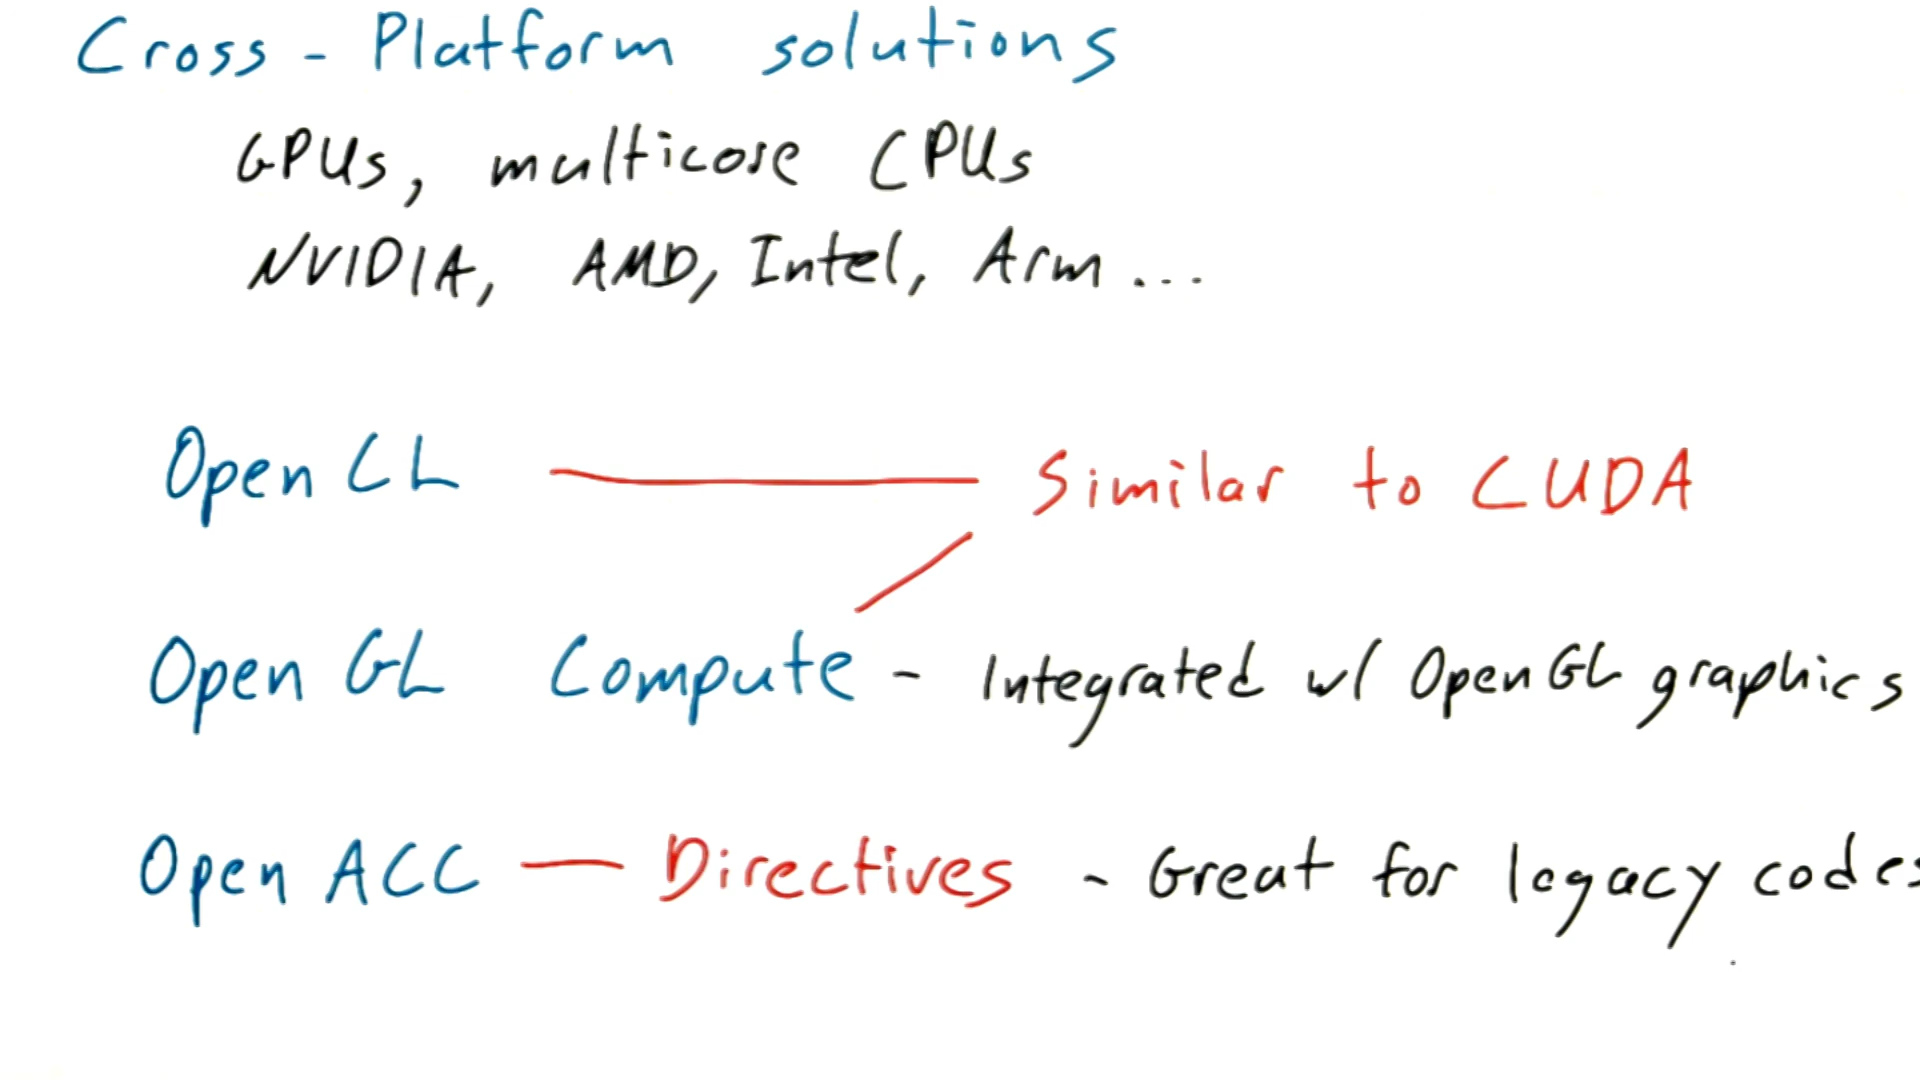 Cross - Platform solutions
GPUs, multicore CPUs
NVIDIA, AMD, Intel, Arm ...
Open CL — Similar to CUDA
Open GL Compute - Integrated w/ OpenGL graphics
Open ACC — Directives - Great for legacy codes